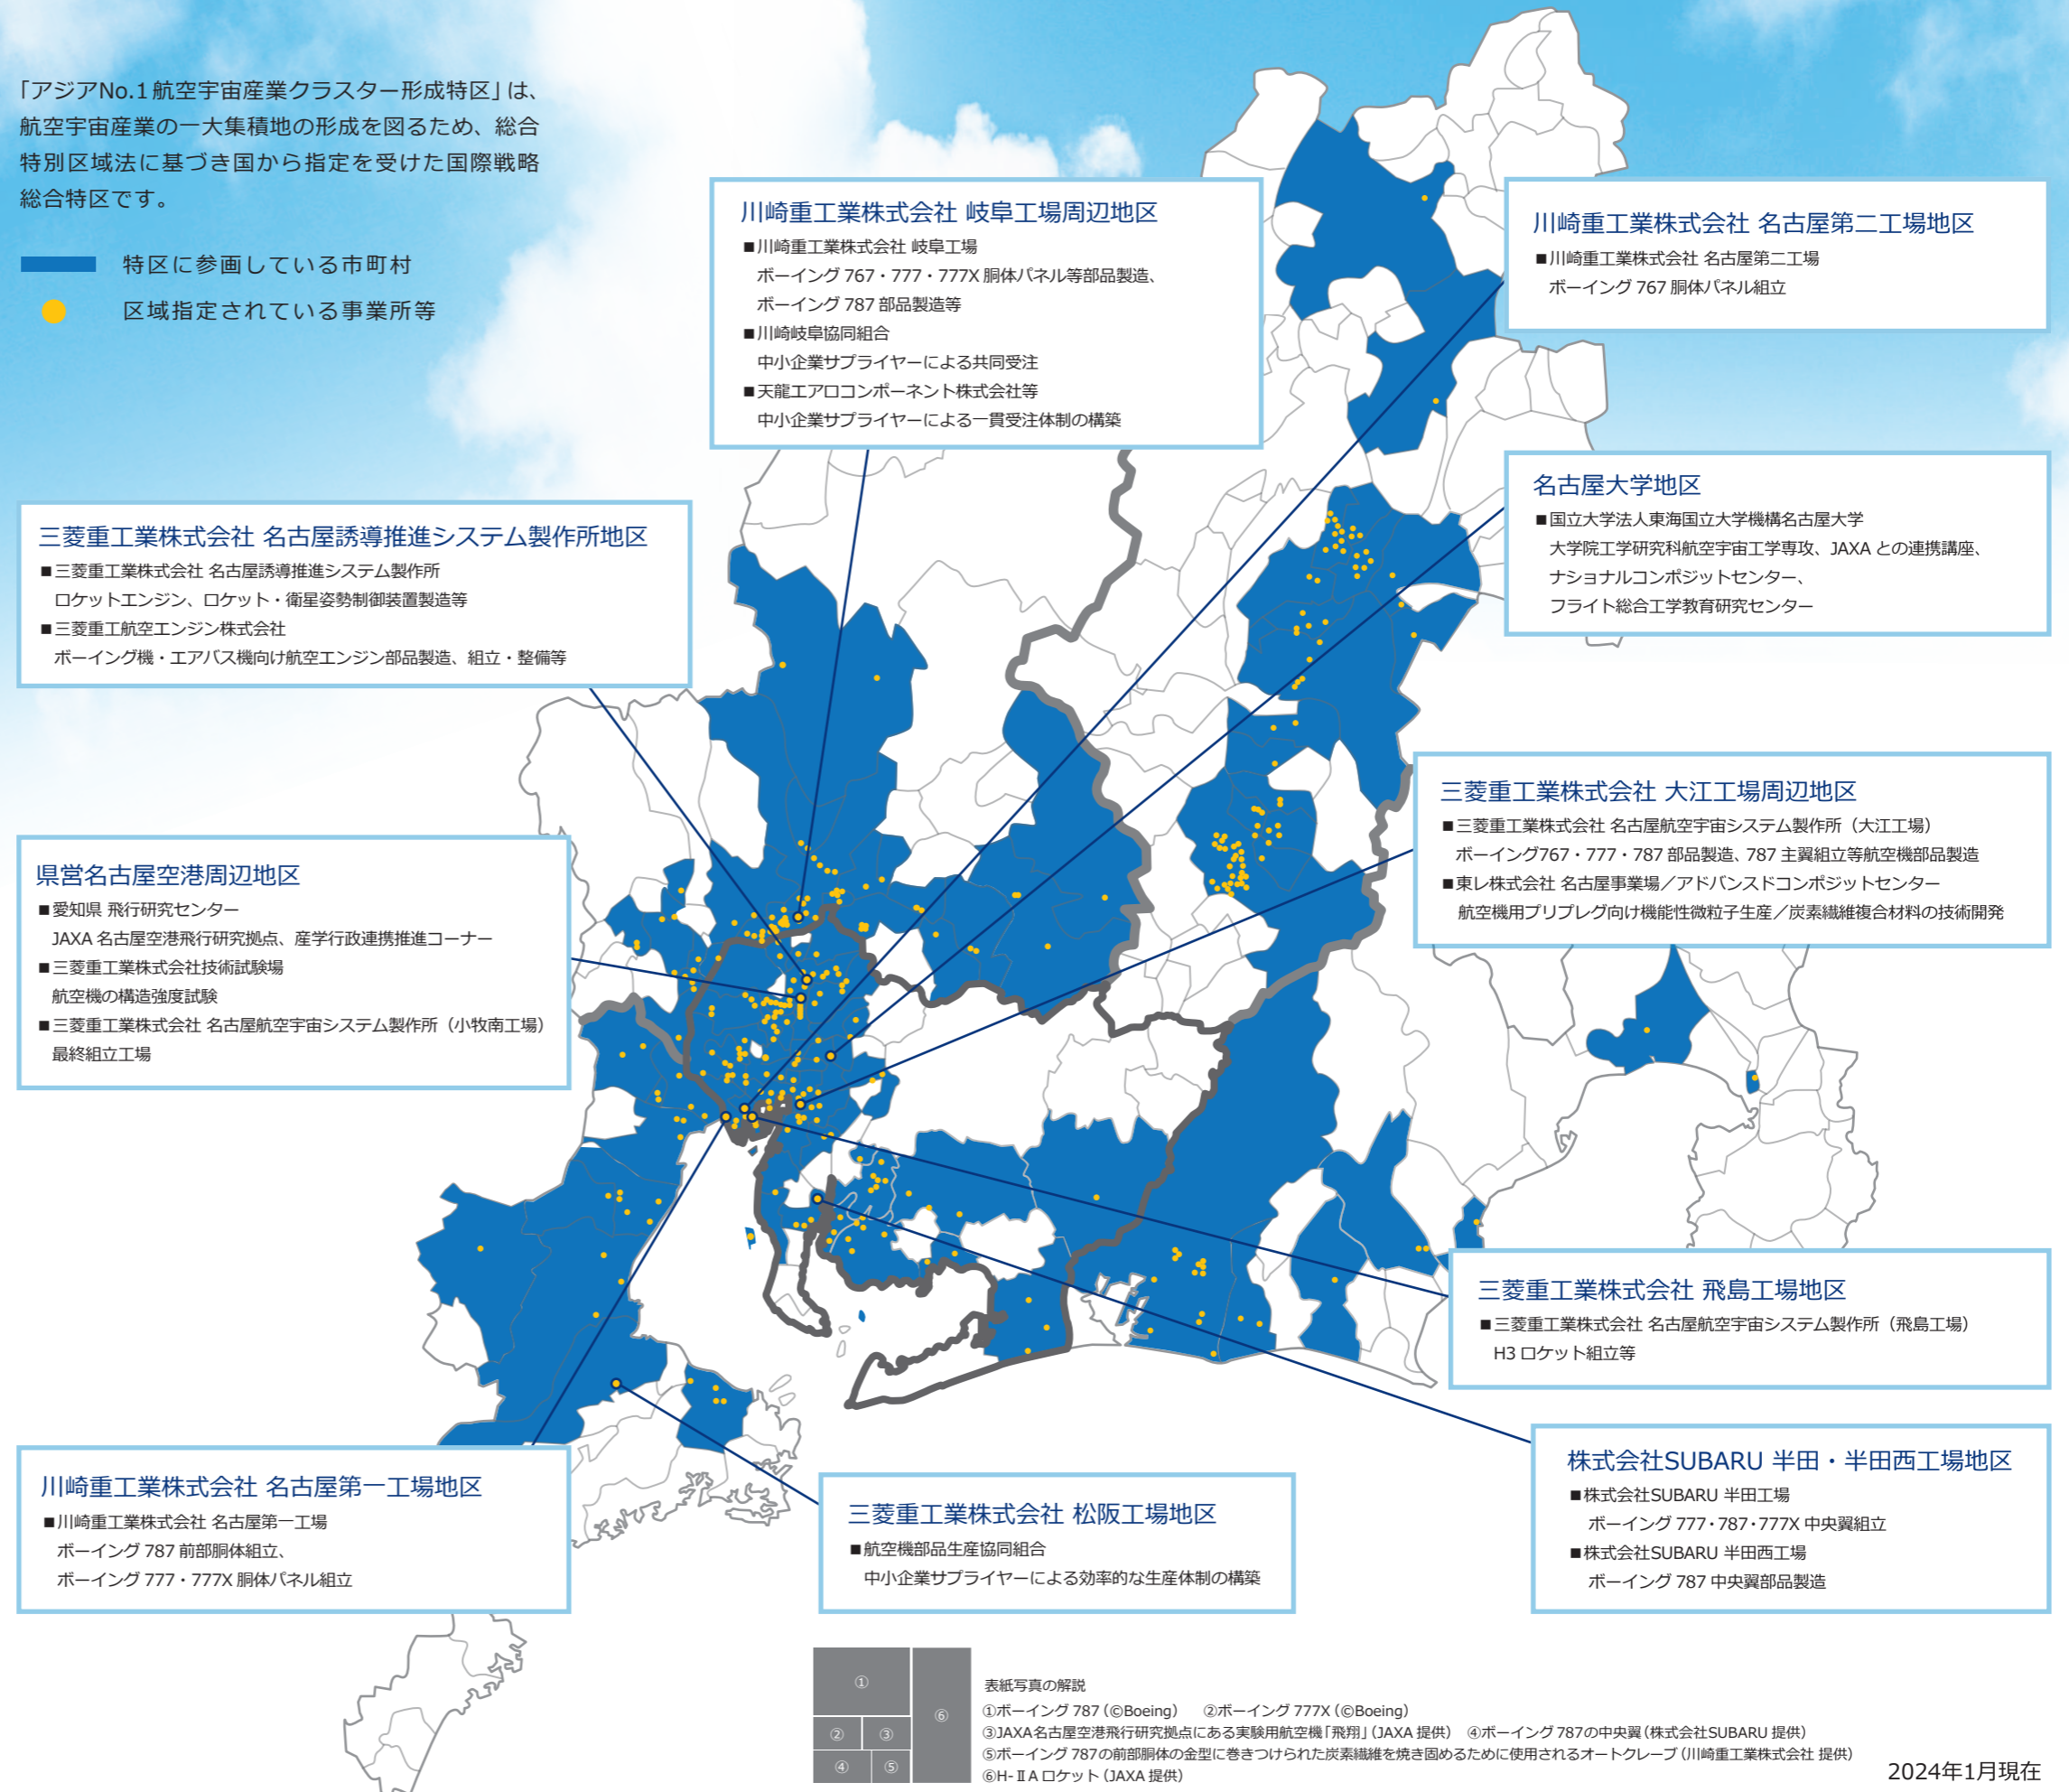 「アジアNo.1航空宇宙産業クラスター形成特区」は、
航空宇宙産業の一大集積地の形成を図るため、総合
特別区域法に基づき国から指定を受けた国際戦略
総合特区です。
特区に参画している市町村
区域指定されている事業所等
川崎重工業株式会社 岐阜工場周辺地区
■川崎重工業株式会社 岐阜工場
ボーイング 767・777・777X 胴体パネル等部品製造、
ボーイング 787 部品製造等
■川崎岐阜協同組合
中小企業サプライヤーによる共同受注
■天龍エアロコンポーネント株式会社等
中小企業サプライヤーによる一貫受注体制の構築
川崎重工業株式会社 名古屋第二工場地区
■川崎重工業株式会社 名古屋第二工場
ボーイング 767 胴体パネル組立
名古屋大学地区
■国立大学法人東海国立大学機構名古屋大学
大学院工学研究科航空宇宙工学専攻、JAXA との連携講座、
ナショナルコンポジットセンター、
フライト総合工学教育研究センター
三菱重工業株式会社 名古屋誘導推進システム製作所地区
■三菱重工業株式会社 名古屋誘導推進システム製作所
ロケットエンジン、ロケット・衛星姿勢制御装置製造等
■三菱重工航空エンジン株式会社
ボーイング機・エアバス機向け航空エンジン部品製造、組立・整備等
三菱重工業株式会社 大江工場周辺地区
■三菱重工業株式会社 名古屋航空宇宙システム製作所（大江工場）
ボーイング767・777・787 部品製造、787 主翼組立等航空機部品製造
■東レ株式会社 名古屋事業場／アドバンスドコンポジットセンター
航空機用プリプレグ向け機能性微粒子生産／炭素繊維複合材料の技術開発
県営名古屋空港周辺地区
■愛知県 飛行研究センター
JAXA 名古屋空港飛行研究拠点、産学行政連携推進コーナー
■三菱重工業株式会社技術試験場
航空機の構造強度試験
■三菱重工業株式会社 名古屋航空宇宙システム製作所（小牧南工場）
最終組立工場
三菱重工業株式会社 飛島工場地区
■三菱重工業株式会社 名古屋航空宇宙システム製作所（飛島工場）
H3 ロケット組立等
株式会社SUBARU 半田・半田西工場地区
■株式会社SUBARU 半田工場
ボーイング 777・787・777X 中央翼組立
■株式会社SUBARU 半田西工場
ボーイング 787 中央翼部品製造
川崎重工業株式会社 名古屋第一工場地区
■川崎重工業株式会社 名古屋第一工場
ボーイング 787 前部胴体組立、
ボーイング 777・777X 胴体パネル組立
三菱重工業株式会社 松阪工場地区
■航空機部品生産協同組合
中小企業サプライヤーによる効率的な生産体制の構築
①
②
③
④
⑤
⑥
表紙写真の解説
①ボーイング 787（©Boeing） ②ボーイング 777X（©Boeing）
③JAXA名古屋空港飛行研究拠点にある実験用航空機「飛翔」（JAXA 提供） ④ボーイング 787の中央翼（株式会社SUBARU 提供）
⑤ボーイング 787の前部胴体の金型に巻きつけられた炭素繊維を焼き固めるために使用されるオートクレーブ（川崎重工業株式会社 提供）
⑥H-ⅡA ロケット（JAXA 提供）
2024年1月現在